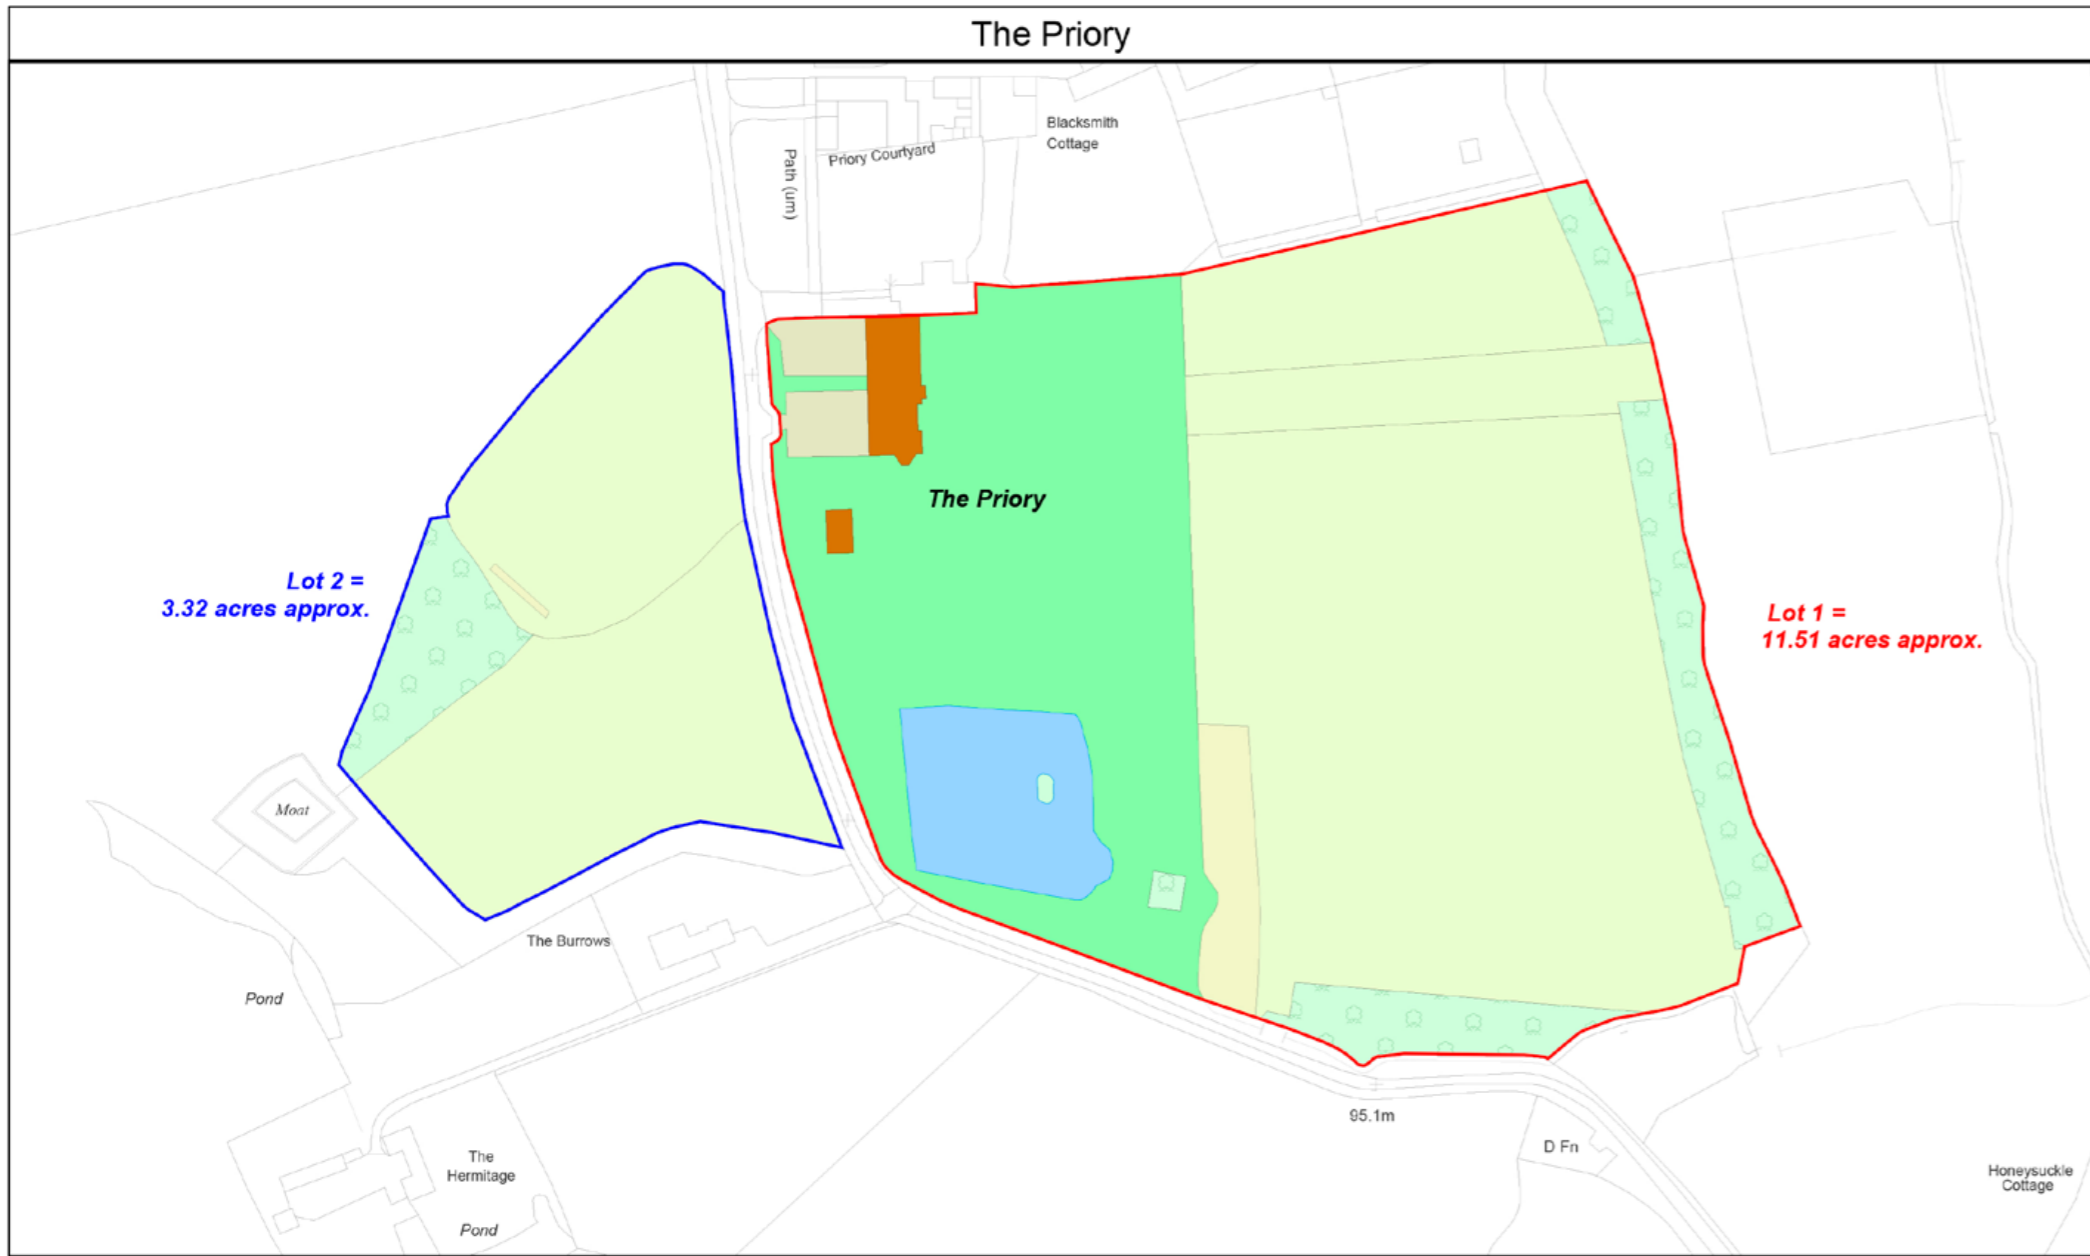 The Priory
Blacksmith
Cottage
Priory Courtyard
Path (um)
The Priory
Lot 2 =
3.32 acres approx.
Lot 1 =
11.51 acres approx.
Moat
The Burrows
Pond
95.1m
D Fn
The
Hermitage
Honeysuckle
Cottage
Pond